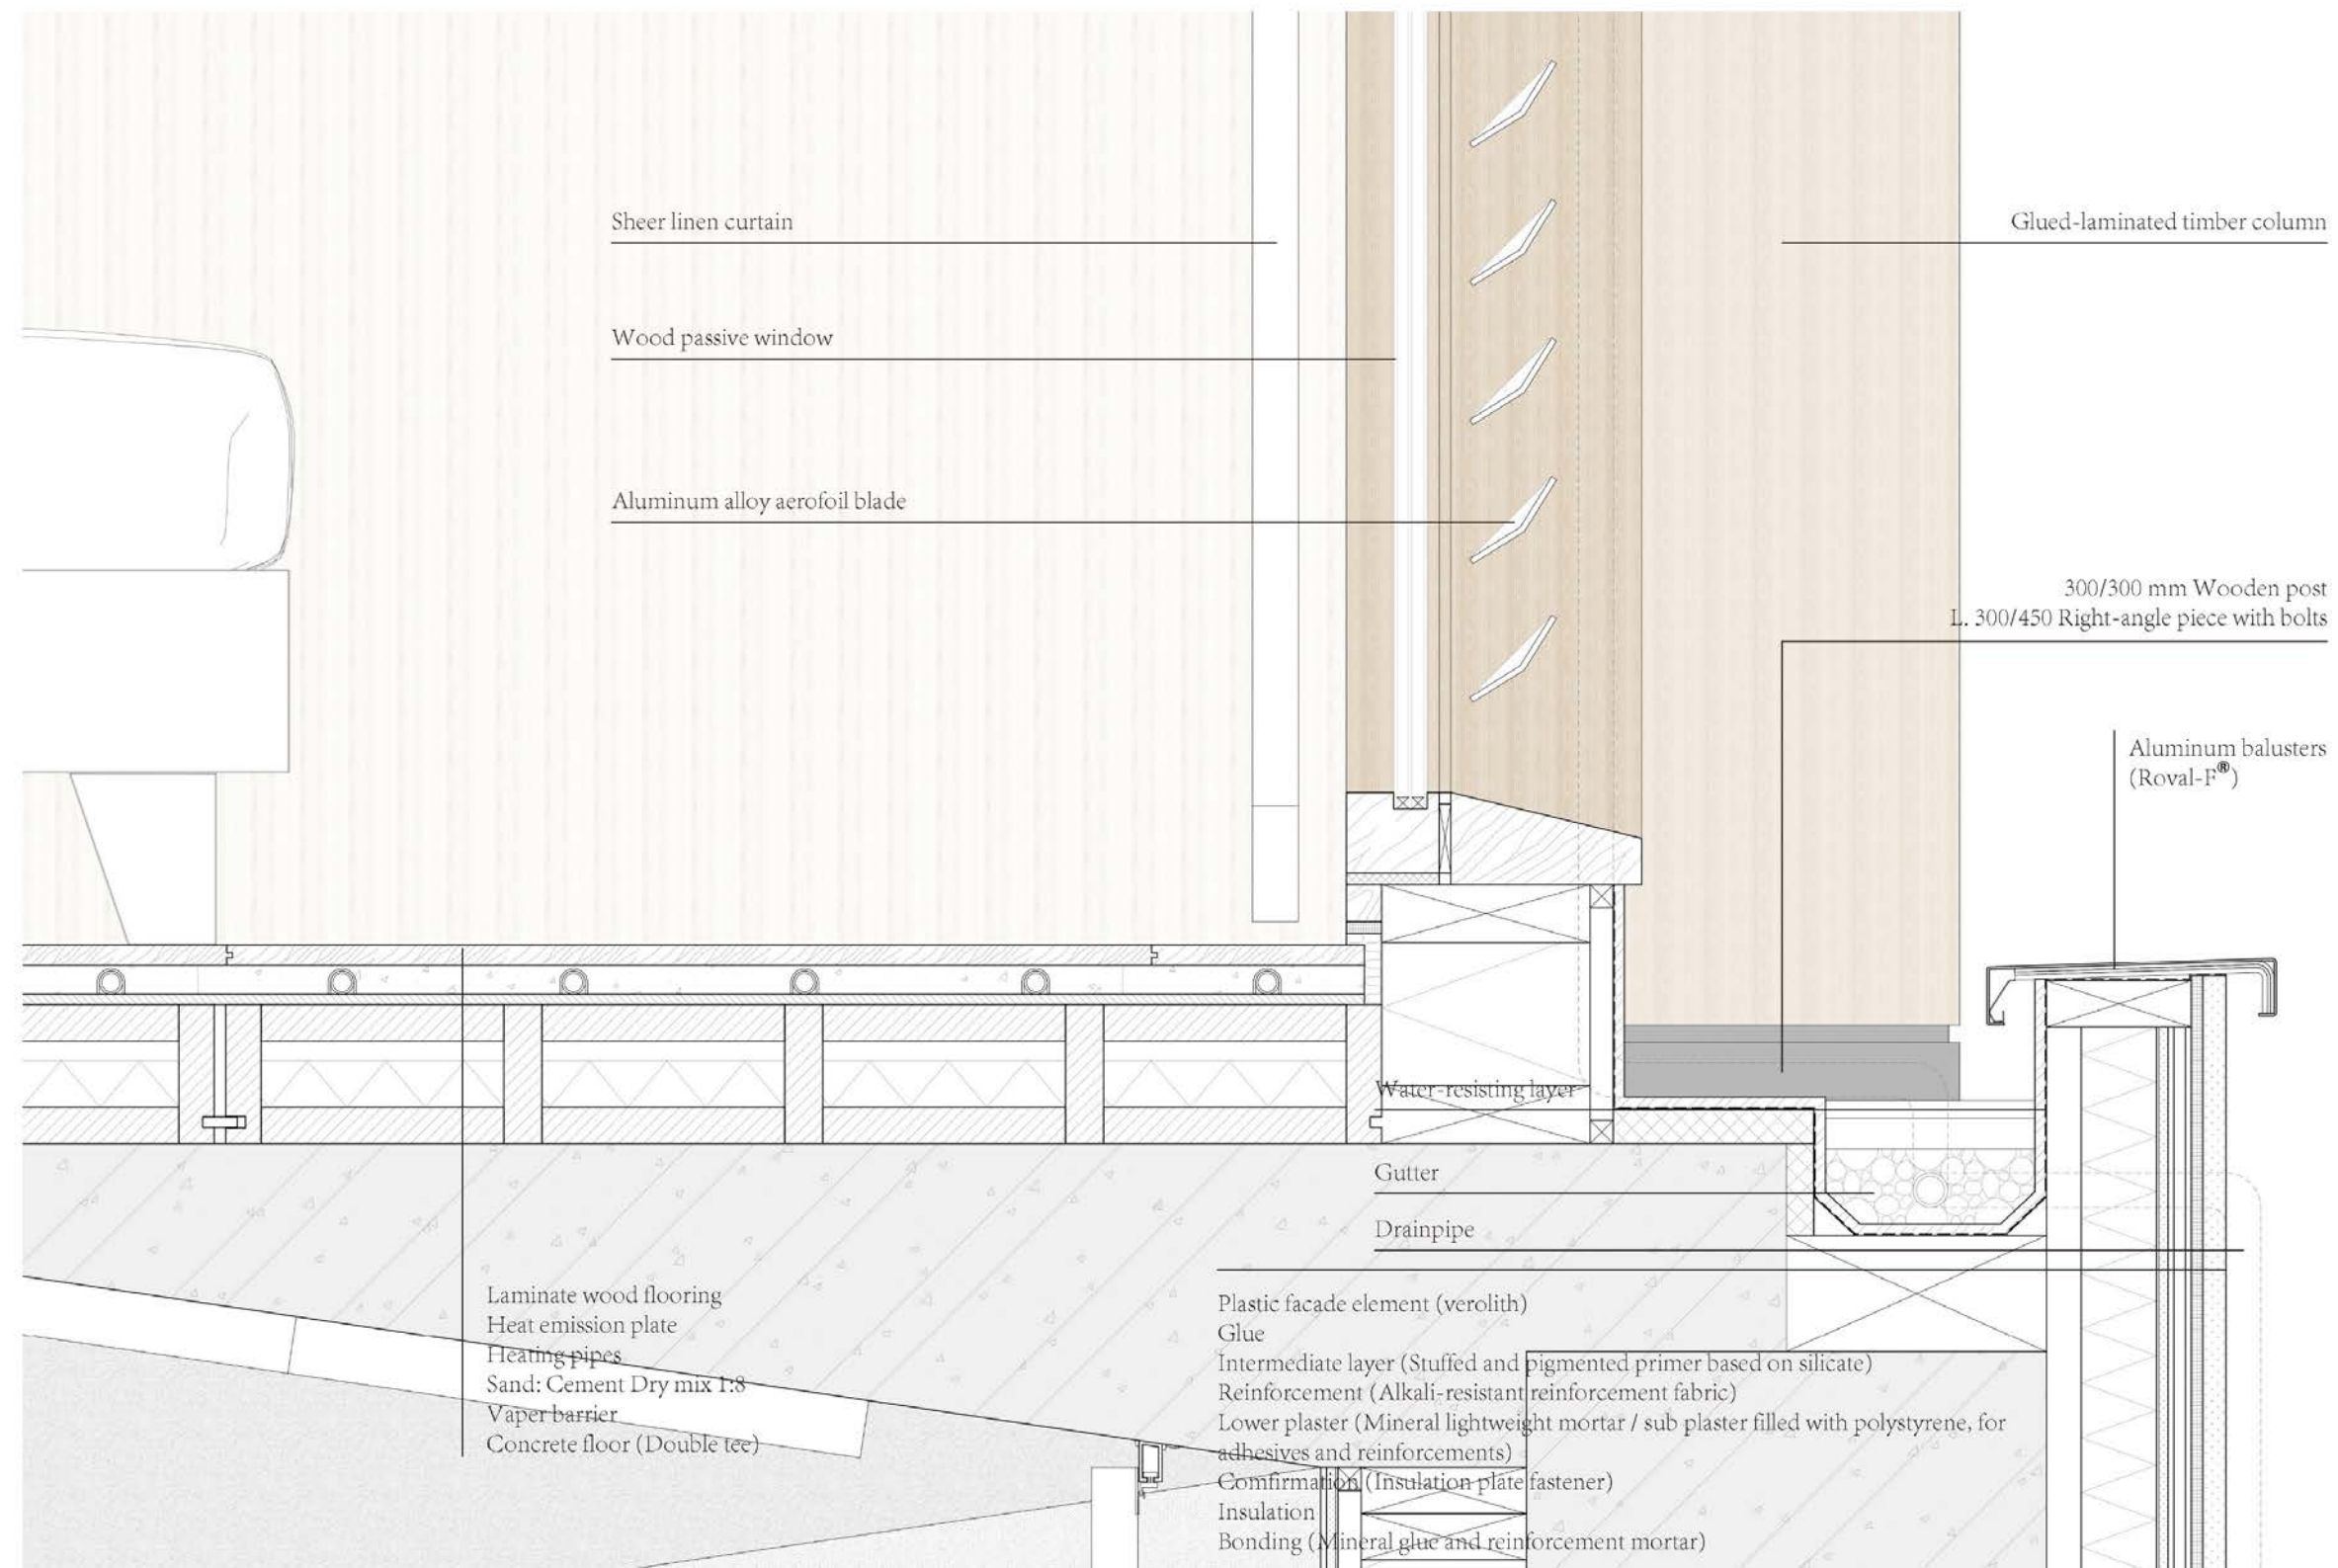 Sheer linen curtain
Glued-laminated timber column
Wood passive window
Aluminum alloy aerofoil blade
300/300 mm Wooden post
L. 300/450 Right-angle piece with bolts
Aluminum balusters
(Roval-F®)
Water-resisting layer
Gutter
Drainpipe
Laminate wood flooring
Heat emission plate
Heating pipes
Sand: Cement Dry mix 1:8
Vaper barrier
Concrete floor (Double tee)
Plastic facade element (verolith)
Glue
Intermediate layer (Stuffed and pigmented primer based on silicate)
Reinforcement (Alkali-resistant reinforcement fabric)
Lower plaster (Mineral lightweight mortar / sub plaster filled with polystyrene, for
adhesives and reinforcements)
Comfirmation (Insulation plate fastener)
Insulation
Bonding (Mineral glue and reinforcement mortar)